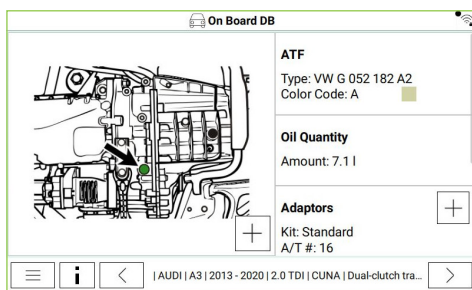 On Board DB
ATF
Type: VW G 052 182 A2
Color Code: A
Oil Quantity
Amount: 7.1 l
Adaptors
Kit: Standard
A/T #: 16
| AUDI | A3 | 2013 - 2020 | 2.0 TDI | CUNA | Dual-clutch tra...